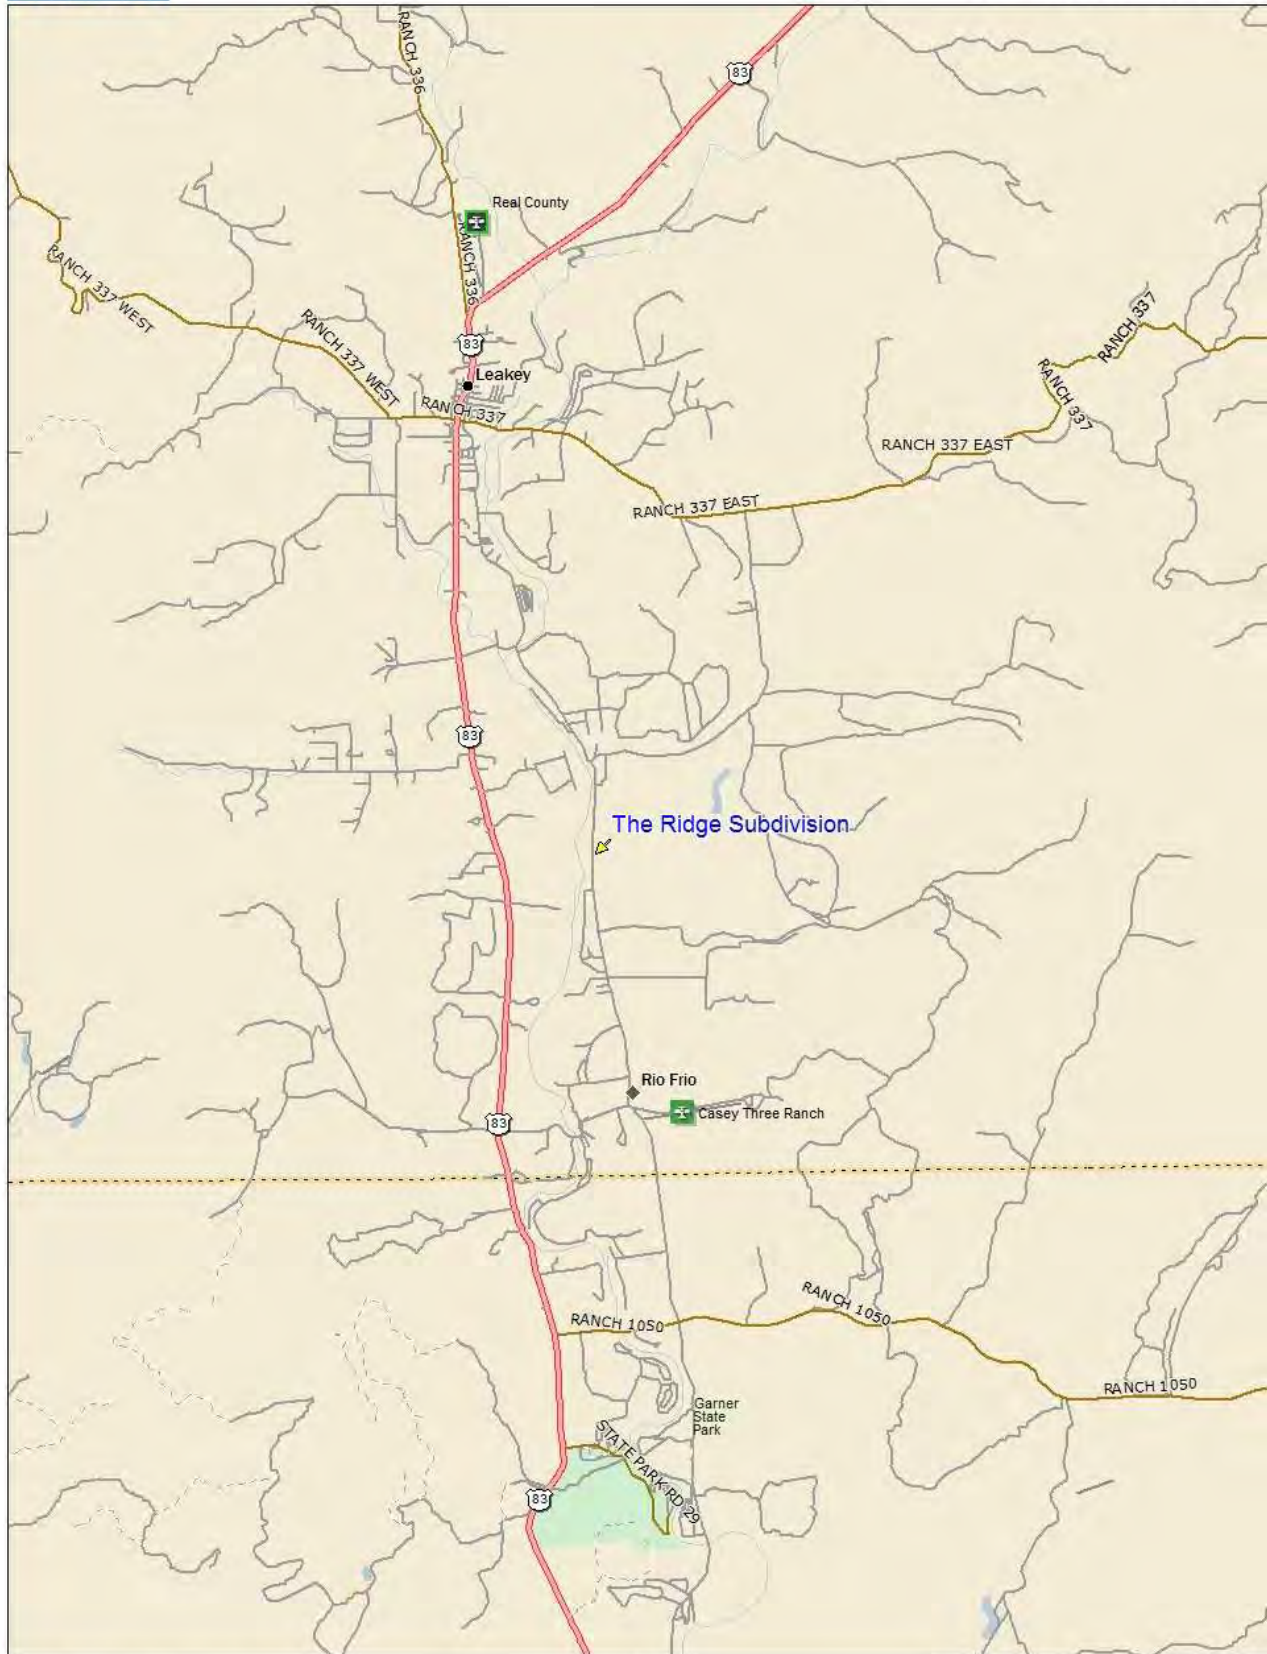 RANCH 336
83
Real County
RANCH 336
RANCH 337 WEST
RANCH 337 WEST
83
Leakey
RANCH 337
RANCH 337
RANCH 337
RANCH 337 EAST
RANCH 337 EAST
83
The Ridge Subdivision
Rio Frio
Casey Three Ranch
83
RANCH 1050
RANCH 1050
RANCH 1050
Garner
State
Park
STATE PARK RD 29
83